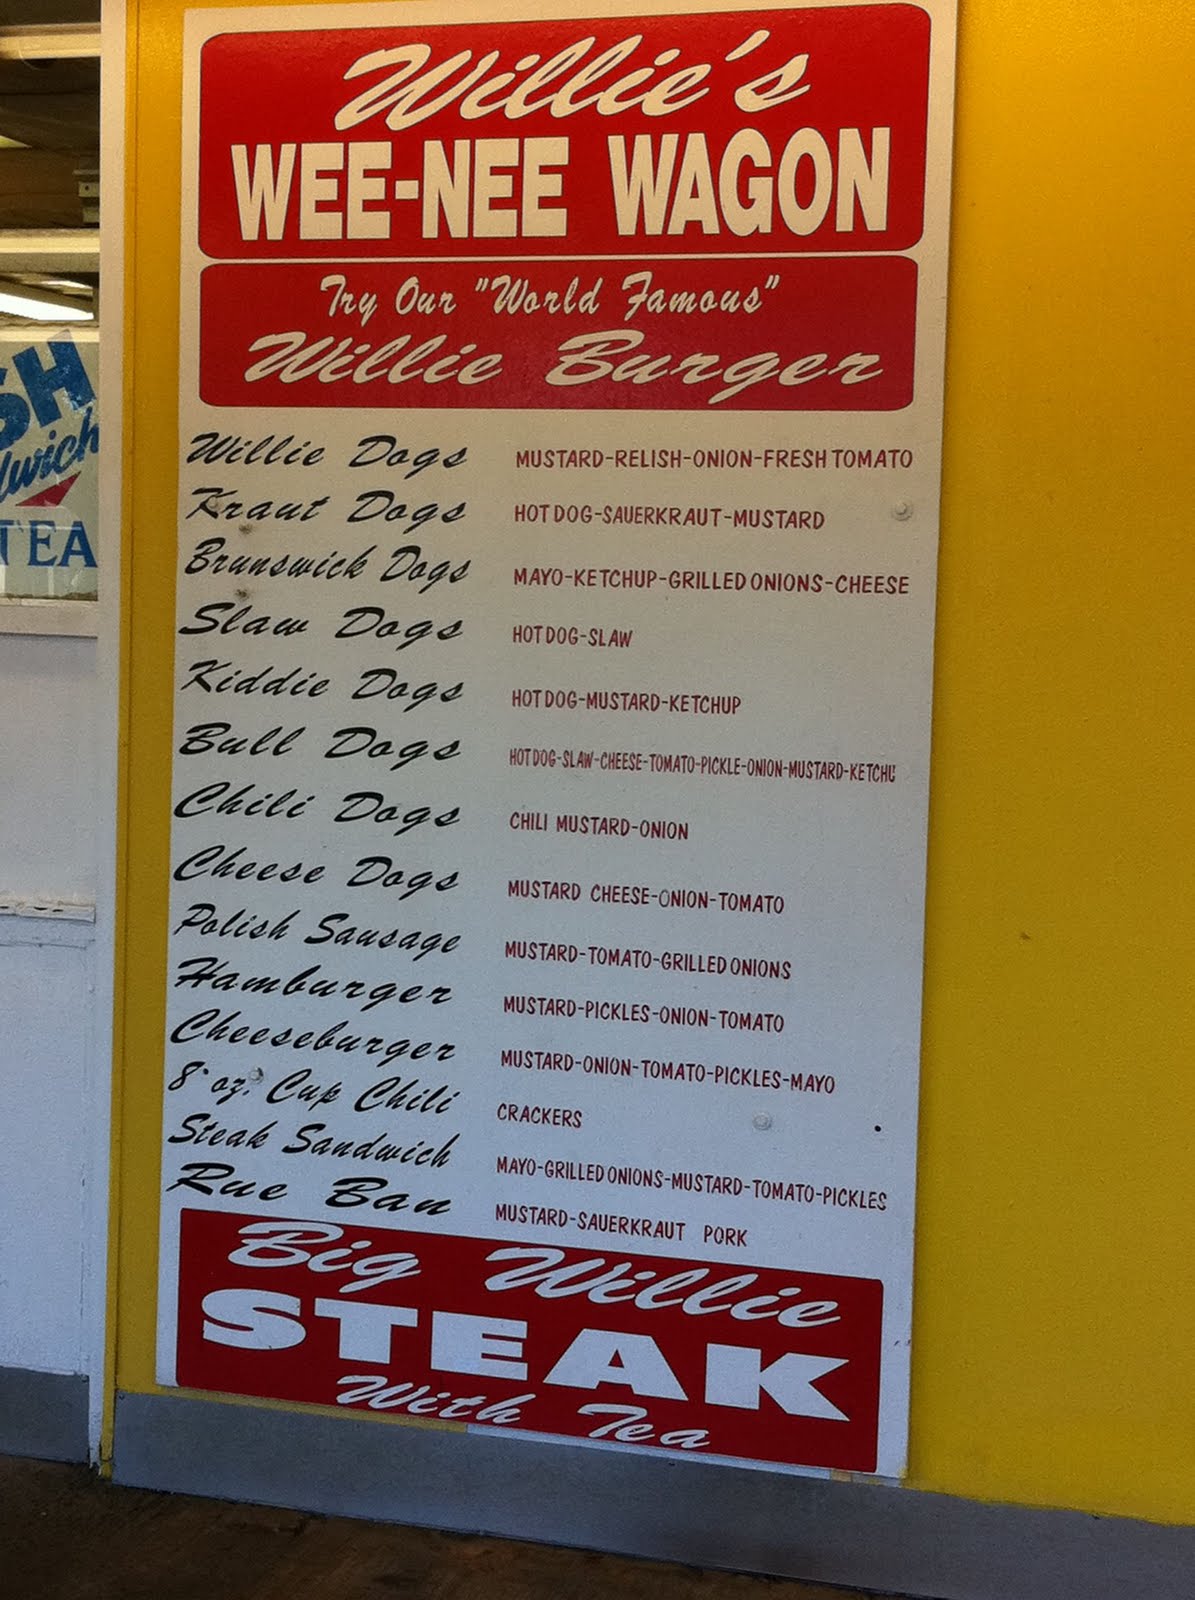 Willie's
WEE-NEE WAGON
Try Our "World Famous"
Willie Burger
Willie Dogs MUSTARD-RELISH-ONION-FRESH TOMATO
Kraut Dogs HOT DOG-SAUERKRAUT-MUSTARD
Brunswick Dogs MAYO-KETCHUP-GRILLED ONIONS-CHEESE
Slaw Dogs HOT DOG-SLAW
Kiddie Dogs HOT DOG-MUSTARD-KETCHUP
Bull Dogs HOT DOG-SLAW-CHEESE-TOMATO-PICKLE-ONION-MUSTARD-KETCHU
Chili Dogs CHILI MUSTARD-ONION
Cheese Dogs MUSTARD CHEESE-ONION-TOMATO
Polish Sausage MUSTARD-TOMATO-GRILLED ONIONS
Hamburger MUSTARD-PICKLES-ONION-TOMATO
Cheeseburger MUSTARD-ONION-TOMATO-PICKLES-MAYO
8 oz. Cup Chili CRACKERS
Steak Sandwich MAYO-GRILLED ONIONS-MUSTARD-TOMATO-PICKLES
Rue Ban MUSTARD-SAUERKRAUT PORK
Big Willie
STEAK
With Tea
SH
dwich
TEA